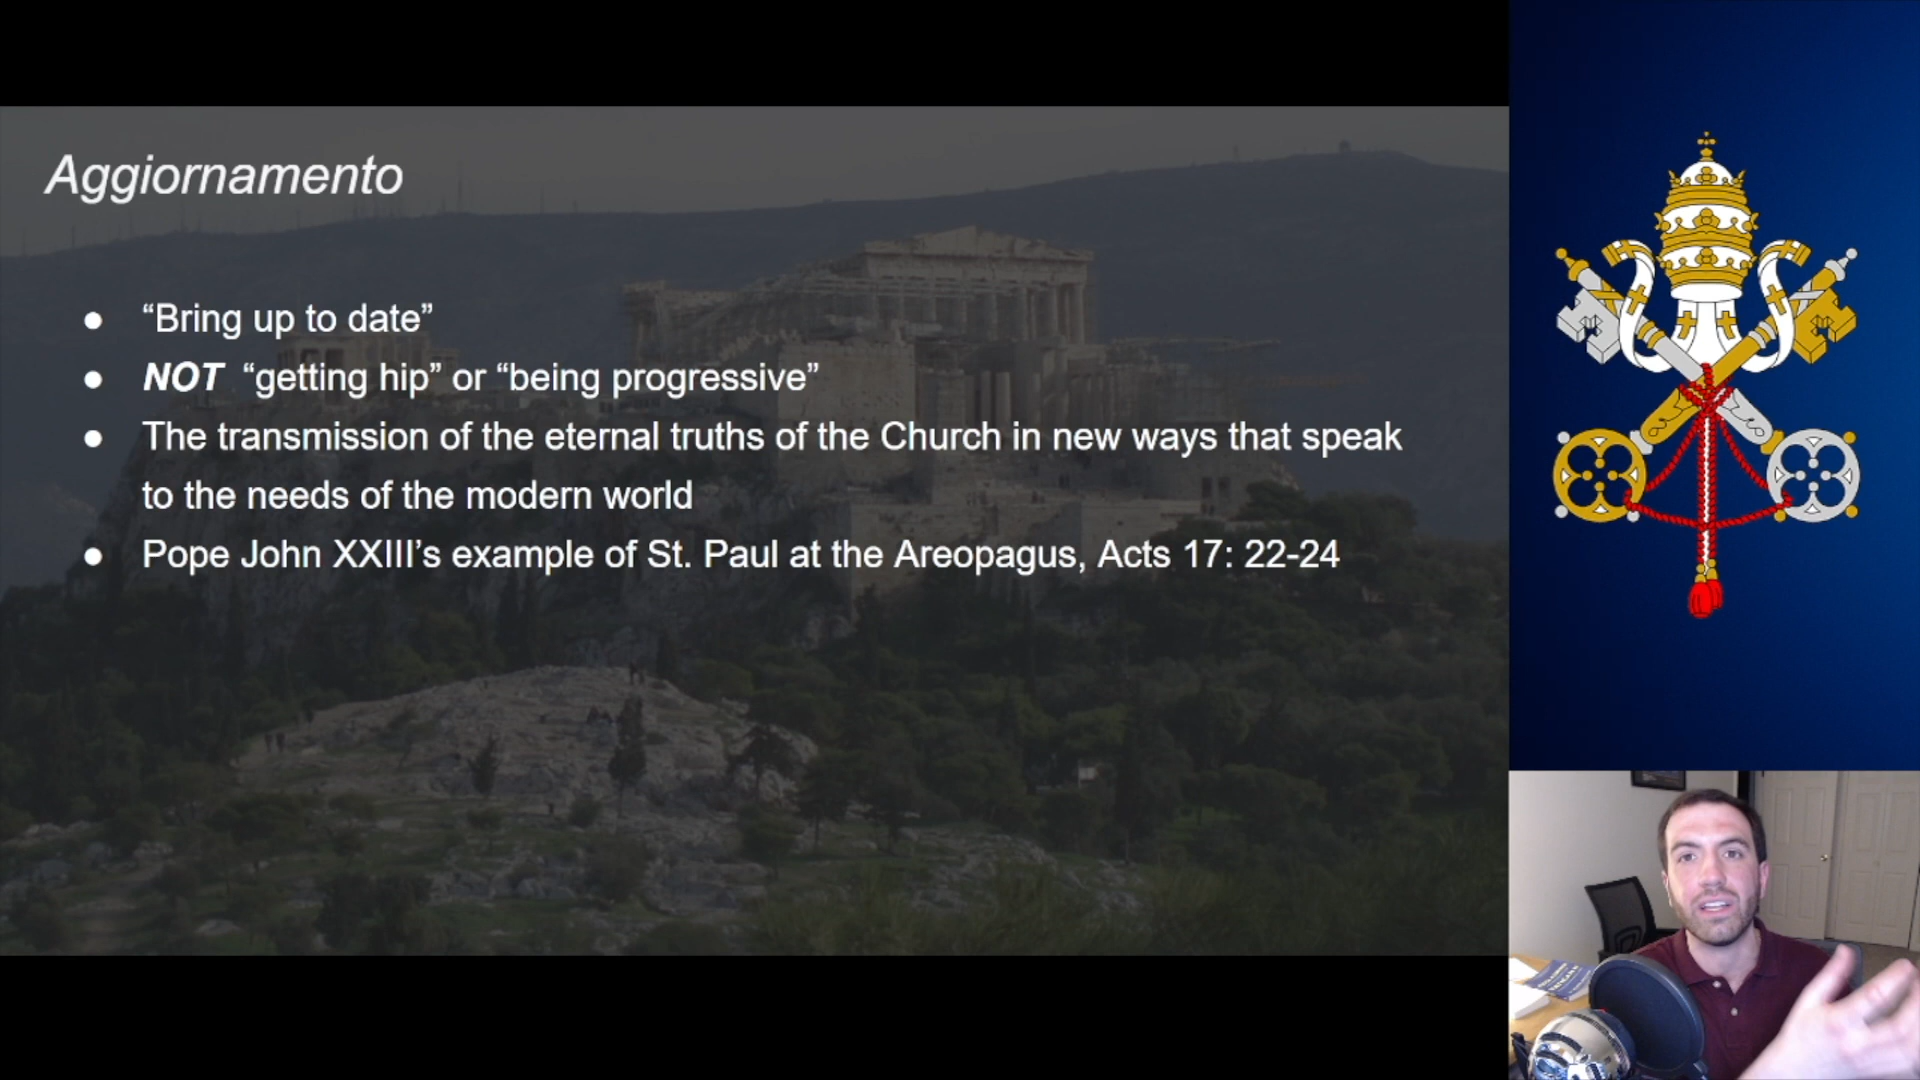 Aggiornamento
● “Bring up to date”
● NOT “getting hip” or “being progressive”
● The transmission of the eternal truths of the Church in new ways that speak
to the needs of the modern world
● Pope John XXIII’s example of St. Paul at the Areopagus, Acts 17: 22-24